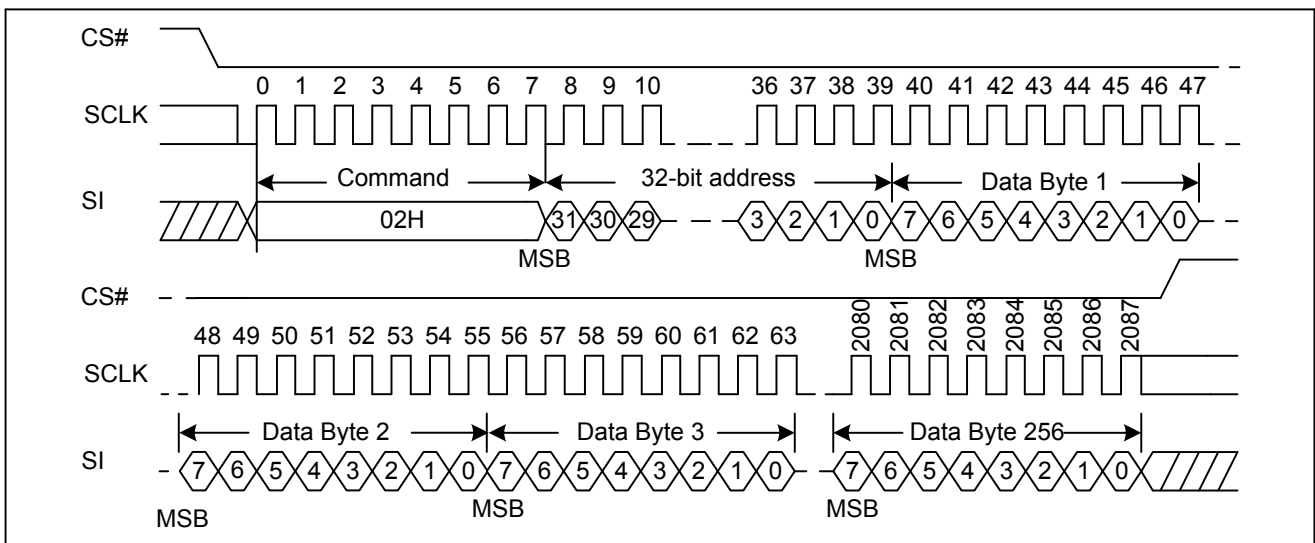 CS#
0 1 2 3 4 5 6 7 8 9 10 36 37 38 39 40 41 42 43 44 45 46 47
SCLK
Command 32-bit address Data Byte 1
SI
02H 31 30 29 3 2 1 0 7 6 5 4 3 2 1 0
MSB MSB
CS#
48 49 50 51 52 53 54 55 56 57 58 59 60 61 62 63 2080 2081 2082 2083 2084 2085 2086 2087
SCLK
Data Byte 2 Data Byte 3 Data Byte 256
SI
7 6 5 4 3 2 1 0 7 6 5 4 3 2 1 0 7 6 5 4 3 2 1 0
MSB MSB MSB